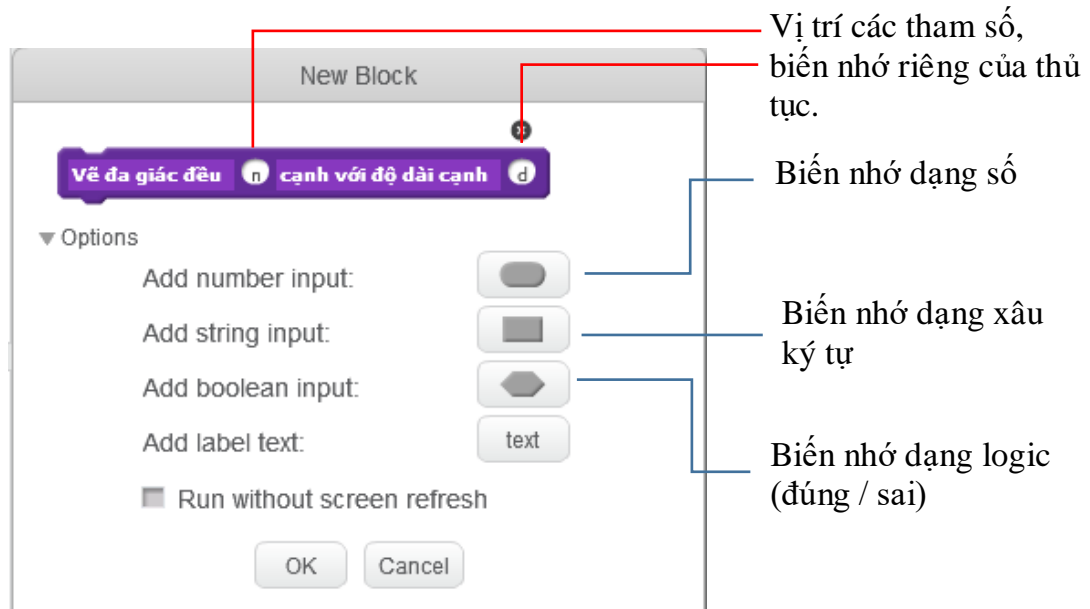 Vị trí các tham số,
biến nhớ riêng của thủ
tục.
New Block
Vẽ đa giác đều n cạnh với độ dài cạnh d
Biến nhớ dạng số
Options
Add number input:
Add string input:
Biến nhớ dạng xâu
ký tự
Add boolean input:
Add label text: text
Biến nhớ dạng logic
(đúng / sai)
Run without screen refresh
OK Cancel